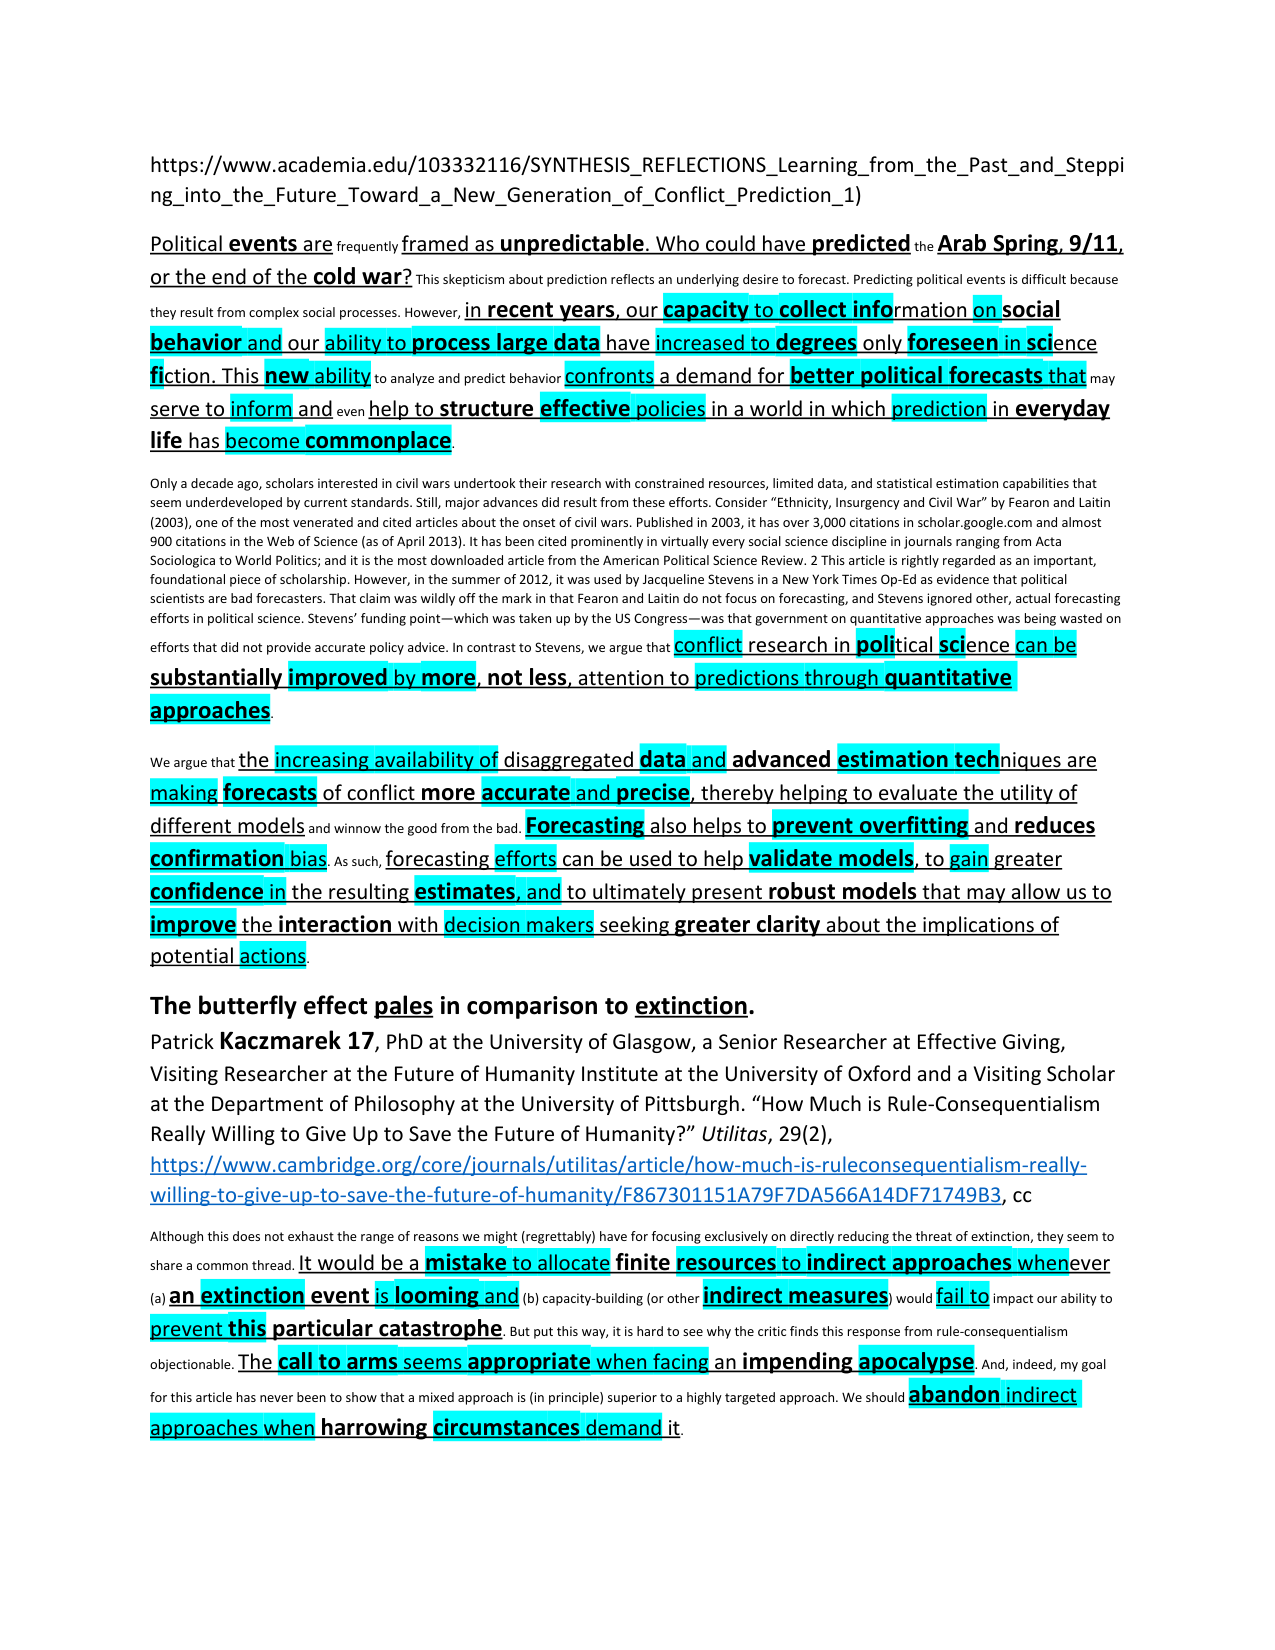 https://www.academia.edu/103332116/SYNTHESIS_REFLECTIONS_Learning_from_the_Past_and_Steppi
ng_into_the_Future_Toward_a_New_Generation_of_Conflict_Prediction_1)
Political events are frequently framed as unpredictable. Who could have predicted the Arab Spring, 9/11,
or the end of the cold war? This skepticism about prediction reflects an underlying desire to forecast. Predicting political events is difficult because
they result from complex social processes. However, in recent years, our capacity to collect information on social
behavior and our ability to process large data have increased to degrees only foreseen in science
fiction. This new ability to analyze and predict behavior confronts a demand for better political forecasts that may
serve to inform and even help to structure effective policies in a world in which prediction in everyday
life has become commonplace.
Only a decade ago, scholars interested in civil wars undertook their research with constrained resources, limited data, and statistical estimation capabilities that
seem underdeveloped by current standards. Still, major advances did result from these efforts. Consider “Ethnicity, Insurgency and Civil War” by Fearon and Laitin
(2003), one of the most venerated and cited articles about the onset of civil wars. Published in 2003, it has over 3,000 citations in scholar.google.com and almost
900 citations in the Web of Science (as of April 2013). It has been cited prominently in virtually every social science discipline in journals ranging from Acta
Sociologica to World Politics; and it is the most downloaded article from the American Political Science Review. 2 This article is rightly regarded as an important,
foundational piece of scholarship. However, in the summer of 2012, it was used by Jacqueline Stevens in a New York Times Op-Ed as evidence that political
scientists are bad forecasters. That claim was wildly off the mark in that Fearon and Laitin do not focus on forecasting, and Stevens ignored other, actual forecasting
efforts in political science. Stevens’ funding point—which was taken up by the US Congress—was that government on quantitative approaches was being wasted on
efforts that did not provide accurate policy advice. In contrast to Stevens, we argue that conflict research in political science can be
substantially improved by more, not less, attention to predictions through quantitative
approaches.
We argue that the increasing availability of disaggregated data and advanced estimation techniques are
making forecasts of conflict more accurate and precise, thereby helping to evaluate the utility of
different models and winnow the good from the bad. Forecasting also helps to prevent overfitting and reduces
confirmation bias. As such, forecasting efforts can be used to help validate models, to gain greater
confidence in the resulting estimates, and to ultimately present robust models that may allow us to
improve the interaction with decision makers seeking greater clarity about the implications of
potential actions.
The butterfly effect pales in comparison to extinction.
Patrick Kaczmarek 17, PhD at the University of Glasgow, a Senior Researcher at Effective Giving,
Visiting Researcher at the Future of Humanity Institute at the University of Oxford and a Visiting Scholar
at the Department of Philosophy at the University of Pittsburgh. “How Much is Rule-Consequentialism
Really Willing to Give Up to Save the Future of Humanity?” Utilitas, 29(2),
https://www.cambridge.org/core/journals/utilitas/article/how-much-is-ruleconsequentialism-really-
willing-to-give-up-to-save-the-future-of-humanity/F867301151A79F7DA566A14DF71749B3, cc
Although this does not exhaust the range of reasons we might (regrettably) have for focusing exclusively on directly reducing the threat of extinction, they seem to
share a common thread. It would be a mistake to allocate finite resources to indirect approaches whenever
(a) an extinction event is looming and (b) capacity-building (or other indirect measures) would fail to impact our ability to
prevent this particular catastrophe. But put this way, it is hard to see why the critic finds this response from rule-consequentialism
objectionable. The call to arms seems appropriate when facing an impending apocalypse. And, indeed, my goal
for this article has never been to show that a mixed approach is (in principle) superior to a highly targeted approach. We should abandon indirect
approaches when harrowing circumstances demand it.